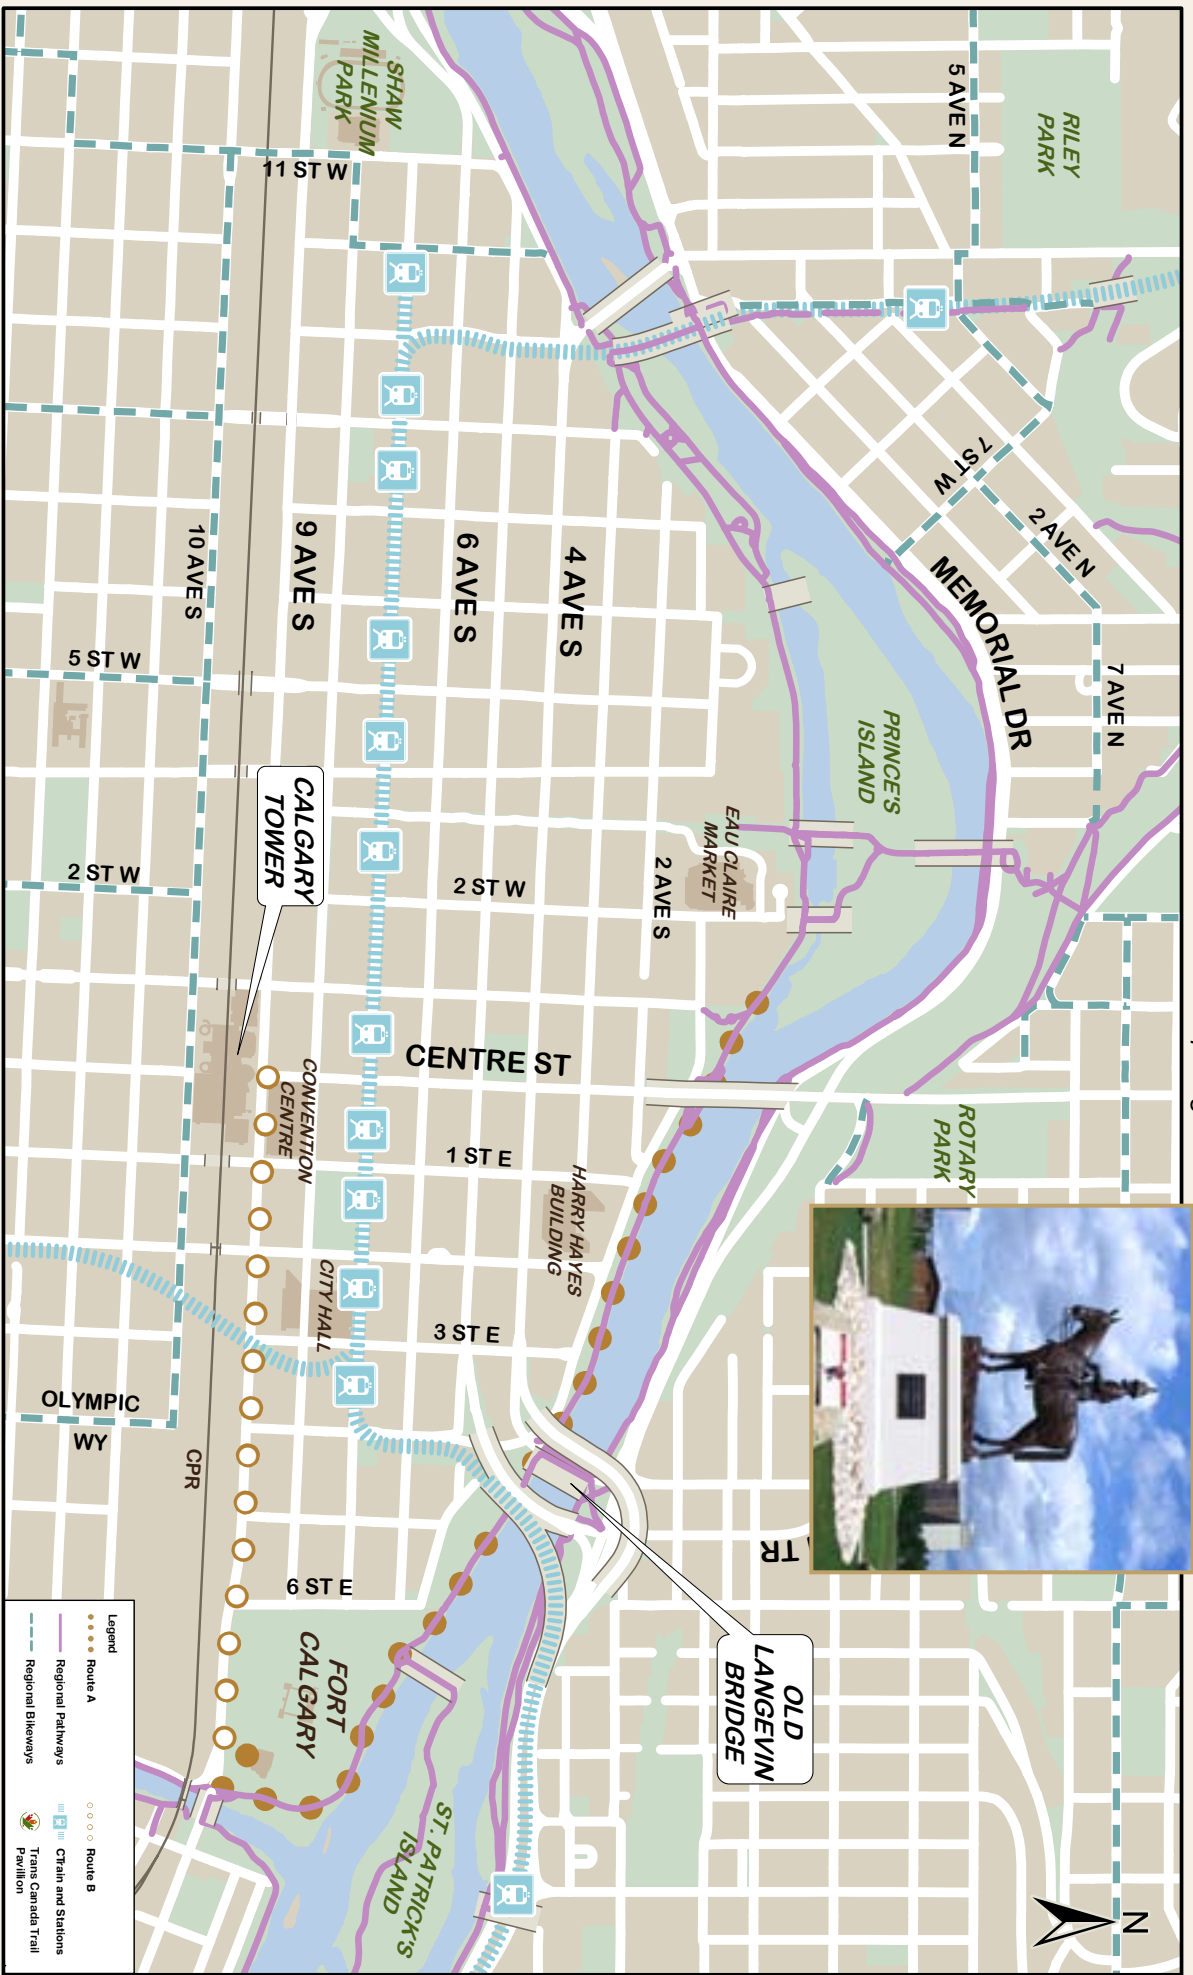 N
RILEY
PARK
5 AVE N
7 AVE N
2 AVE N
7 ST W
MEMORIAL DR
ROTARY
PARK
PRINCE'S
ISLAND
TR
OLD
LANGEVIN
BRIDGE
EAU CLAIRE
MARKET
2 AVE S
4 AVE S
HARRY HAYES
BUILDING
6 AVE S
2 ST W
CENTRE ST
1 ST E
3 ST E
ST. PATRICK'S
ISLAND
SHAW
MILLENIUM
PARK
11 ST W
9 AVE S
CALGARY
TOWER
CONVENTION
CENTRE
CITY HALL
6 ST E
FORT
CALGARY
10 AVE S
CPR
5 ST W
2 ST W
OLYMPIC
WY
Legend
Route A
Route B
Regional Pathways
CTrain and Stations
Regional Bikeways
Trans Canada Trail
Pavillion